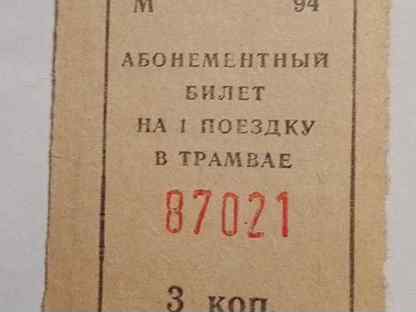 М 94
АБОНЕМЕНТНЫЙ
БИЛЕТ
НА 1 ПОЕЗДКУ
В ТРАМВАЕ
87021
3 коп